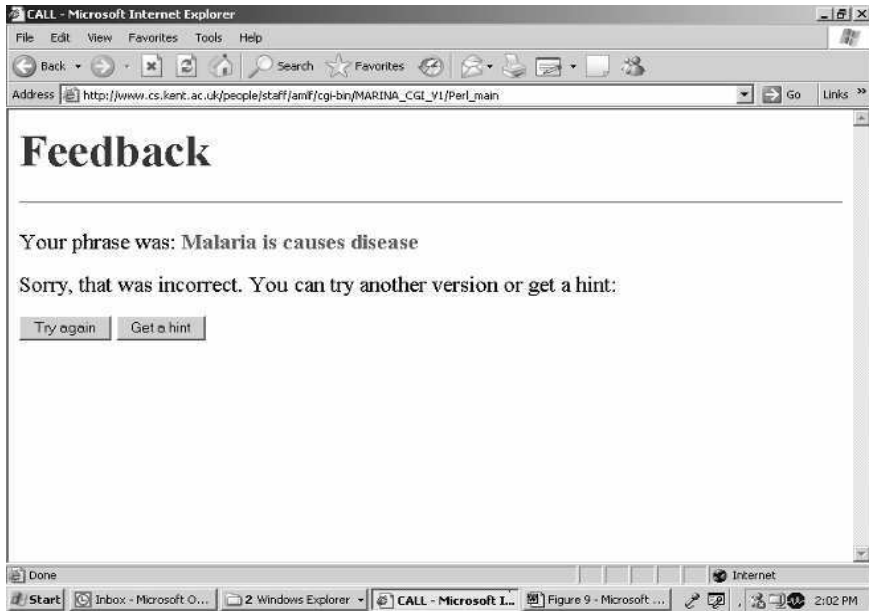 CALL - Microsoft Internet Explorer
File Edit View Favorites Tools Help
Back Search Favorites
Address http://www.cs.kent.ac.uk/people/staff/amf/cgi-bin/MARINA_CGI_V1/Perl_main Go Links »
Feedback
Your phrase was: Malaria is causes disease
Sorry, that was incorrect. You can try another version or get a hint:
Try again Get a hint
Done Internet
Start Inbox - Microsoft O... 2 Windows Explorer CALL - Microsoft I... Figure 9 - Microsoft ... 2:02 PM